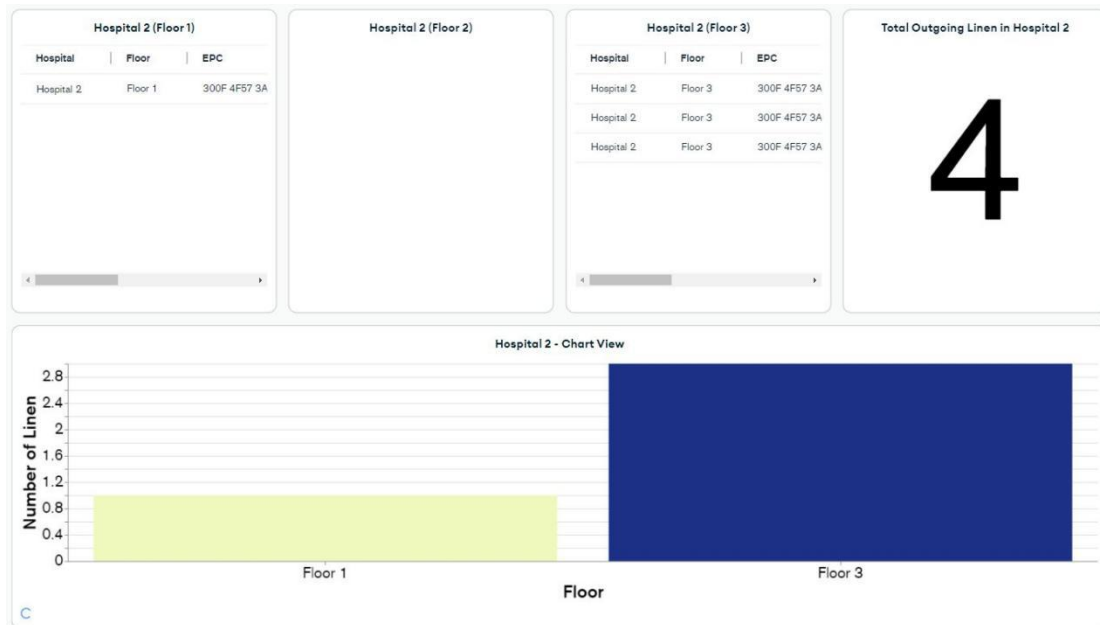 Hospital 2 (Floor 1)
Hospital Floor EPC
Hospital 2 Floor 1 300F 4F57 3A
Hospital 2 (Floor 2)
Hospital 2 (Floor 3)
Hospital Floor EPC
Hospital 2 Floor 3 300F 4F57 3A
Hospital 2 Floor 3 300F 4F57 3A
Hospital 2 Floor 3 300F 4F57 3A
Total Outgoing Linen in Hospital 2
4
Hospital 2 - Chart View
Number of Linen
2.8
2.4
2
1.6
1.2
0.8
0.4
0
Floor 1 Floor 3
Floor